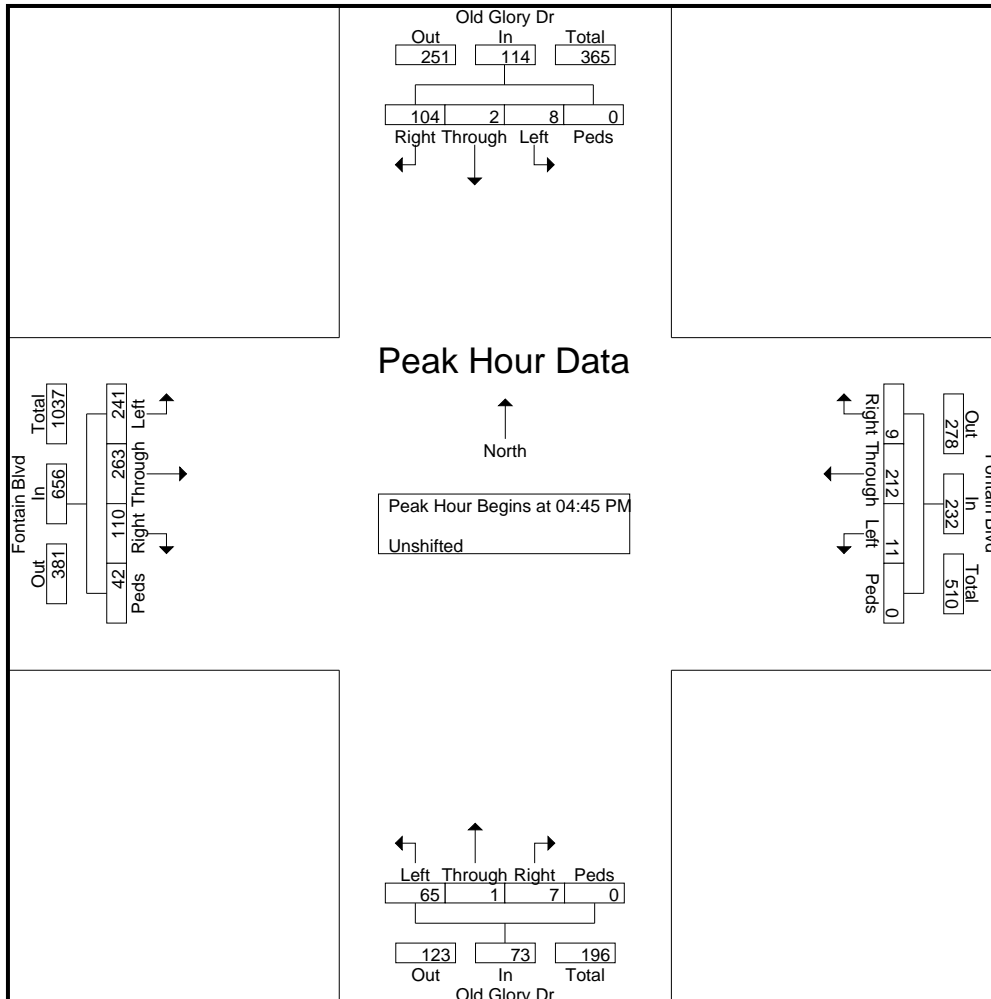 Old Glory Dr
Out In Total
251 114 365
104 2 8 0
Right Through Left Peds
Peak Hour Data
North
Peak Hour Begins at 04:45 PM
Unshifted
Fontain Blvd
Total In Out
1037 656 381
241 263 110 42
Left Through Right Peds
Right Through Left Peds
9 212 11 0
Out In Total
278 232 510
Fontain Blvd
Left Through Right Peds
65 1 7 0
123 73 196
Out In Total
Old Glory Dr